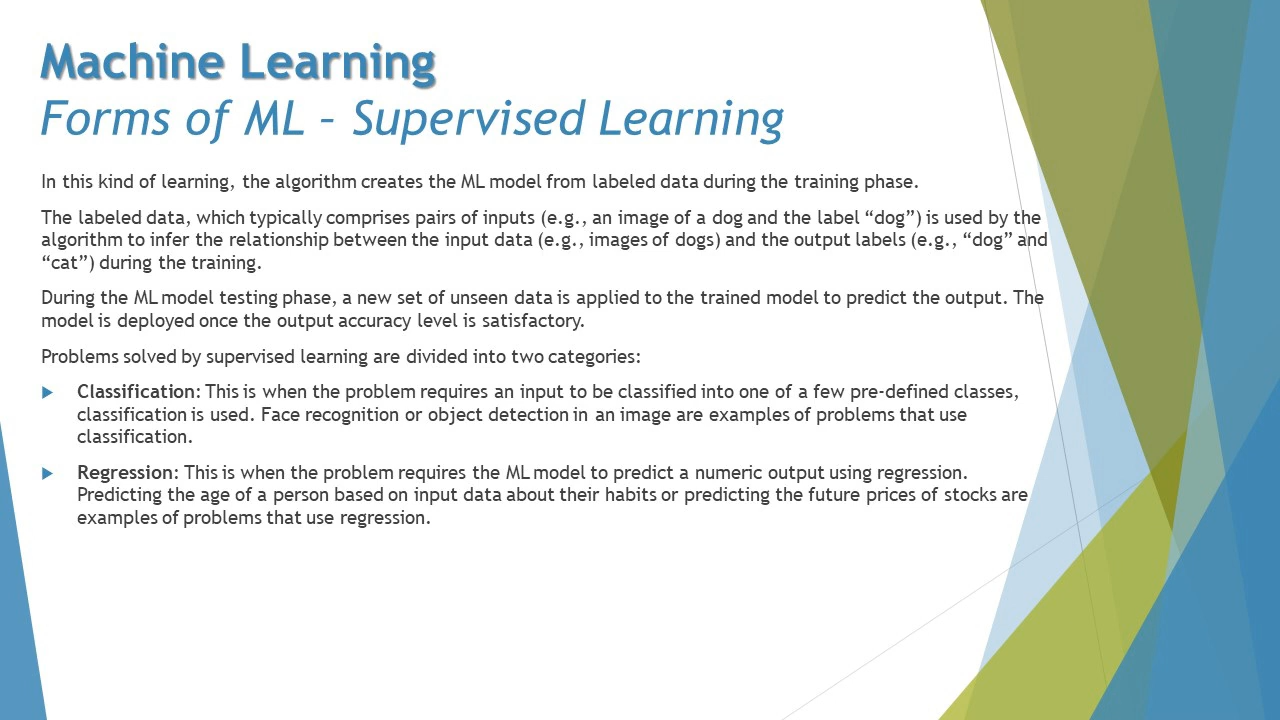 Machine Learning
Forms of ML – Supervised Learning
In this kind of learning, the algorithm creates the ML model from labeled data during the training phase.
The labeled data, which typically comprises pairs of inputs (e.g., an image of a dog and the label “dog”) is used by the
algorithm to infer the relationship between the input data (e.g., images of dogs) and the output labels (e.g., “dog” and
“cat”) during the training.
During the ML model testing phase, a new set of unseen data is applied to the trained model to predict the output. The
model is deployed once the output accuracy level is satisfactory.
Problems solved by supervised learning are divided into two categories:
Classification: This is when the problem requires an input to be classified into one of a few pre-defined classes,
classification is used. Face recognition or object detection in an image are examples of problems that use
classification.
Regression: This is when the problem requires the ML model to predict a numeric output using regression.
Predicting the age of a person based on input data about their habits or predicting the future prices of stocks are
examples of problems that use regression.